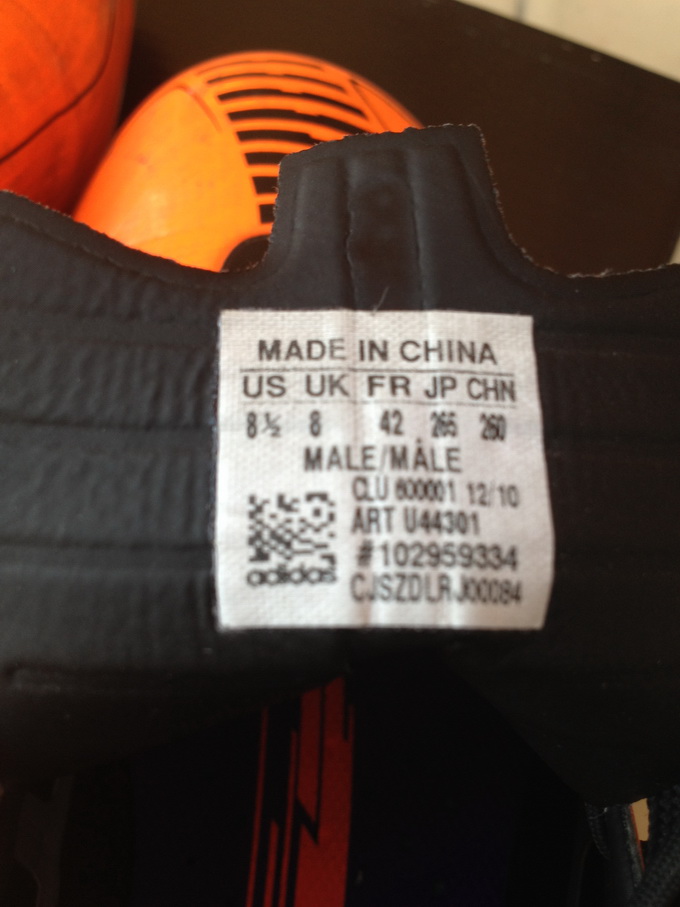 MADE IN CHINA
US UK FR JP CHN
8½ 8 42 265 260
MALE/MÂLE
CLU 600001 12/10
ART U44301
#102959334
adidas
CJSZDLRJ00084